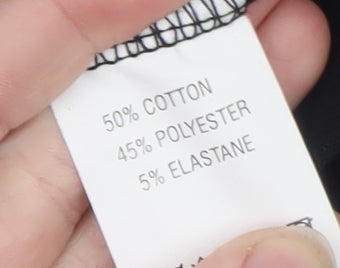 50% COTTON
45% POLYESTER
5% ELASTANE